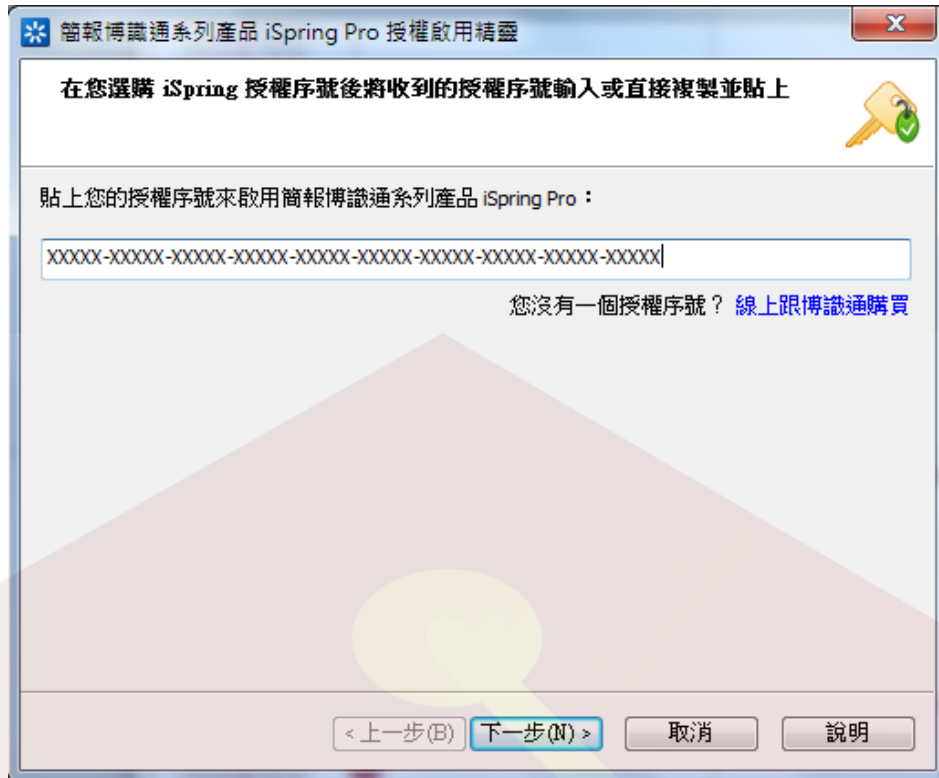 簡報博識通系列產品 iSpring Pro 授權啟用精靈
在您選購 iSpring 授權序號後將收到的授權序號輸入或直接複製並貼上
貼上您的授權序號來啟用簡報博識通系列產品 iSpring Pro：
XXXXX-XXXXX-XXXXX-XXXXX-XXXXX-XXXXX-XXXXX-XXXXX-XXXXX-XXXXX
您沒有一個授權序號？ 線上跟博識通購買
< 上一步(B) 下一步(N) > 取消 說明